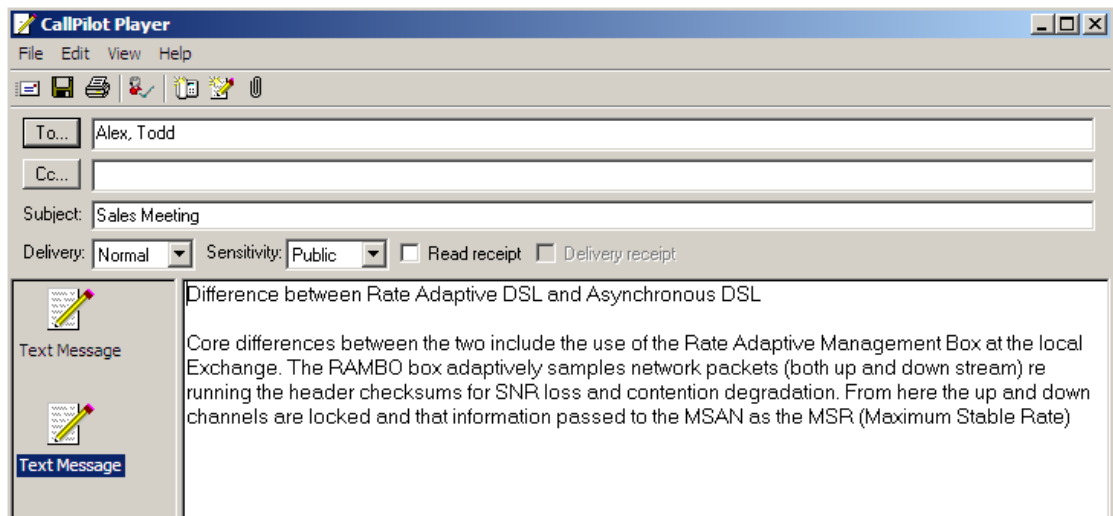 CallPilot Player
File Edit View Help
To... Alex, Todd
Cc...
Subject: Sales Meeting
Delivery: Normal Sensitivity: Public Read receipt Delivery receipt
Text Message
Text Message
Difference between Rate Adaptive DSL and Asynchronous DSL
Core differences between the two include the use of the Rate Adaptive Management Box at the local
Exchange. The RAMBO box adaptively samples network packets (both up and down stream) re
running the header checksums for SNR loss and contention degradation. From here the up and down
channels are locked and that information passed to the MSAN as the MSR (Maximum Stable Rate)